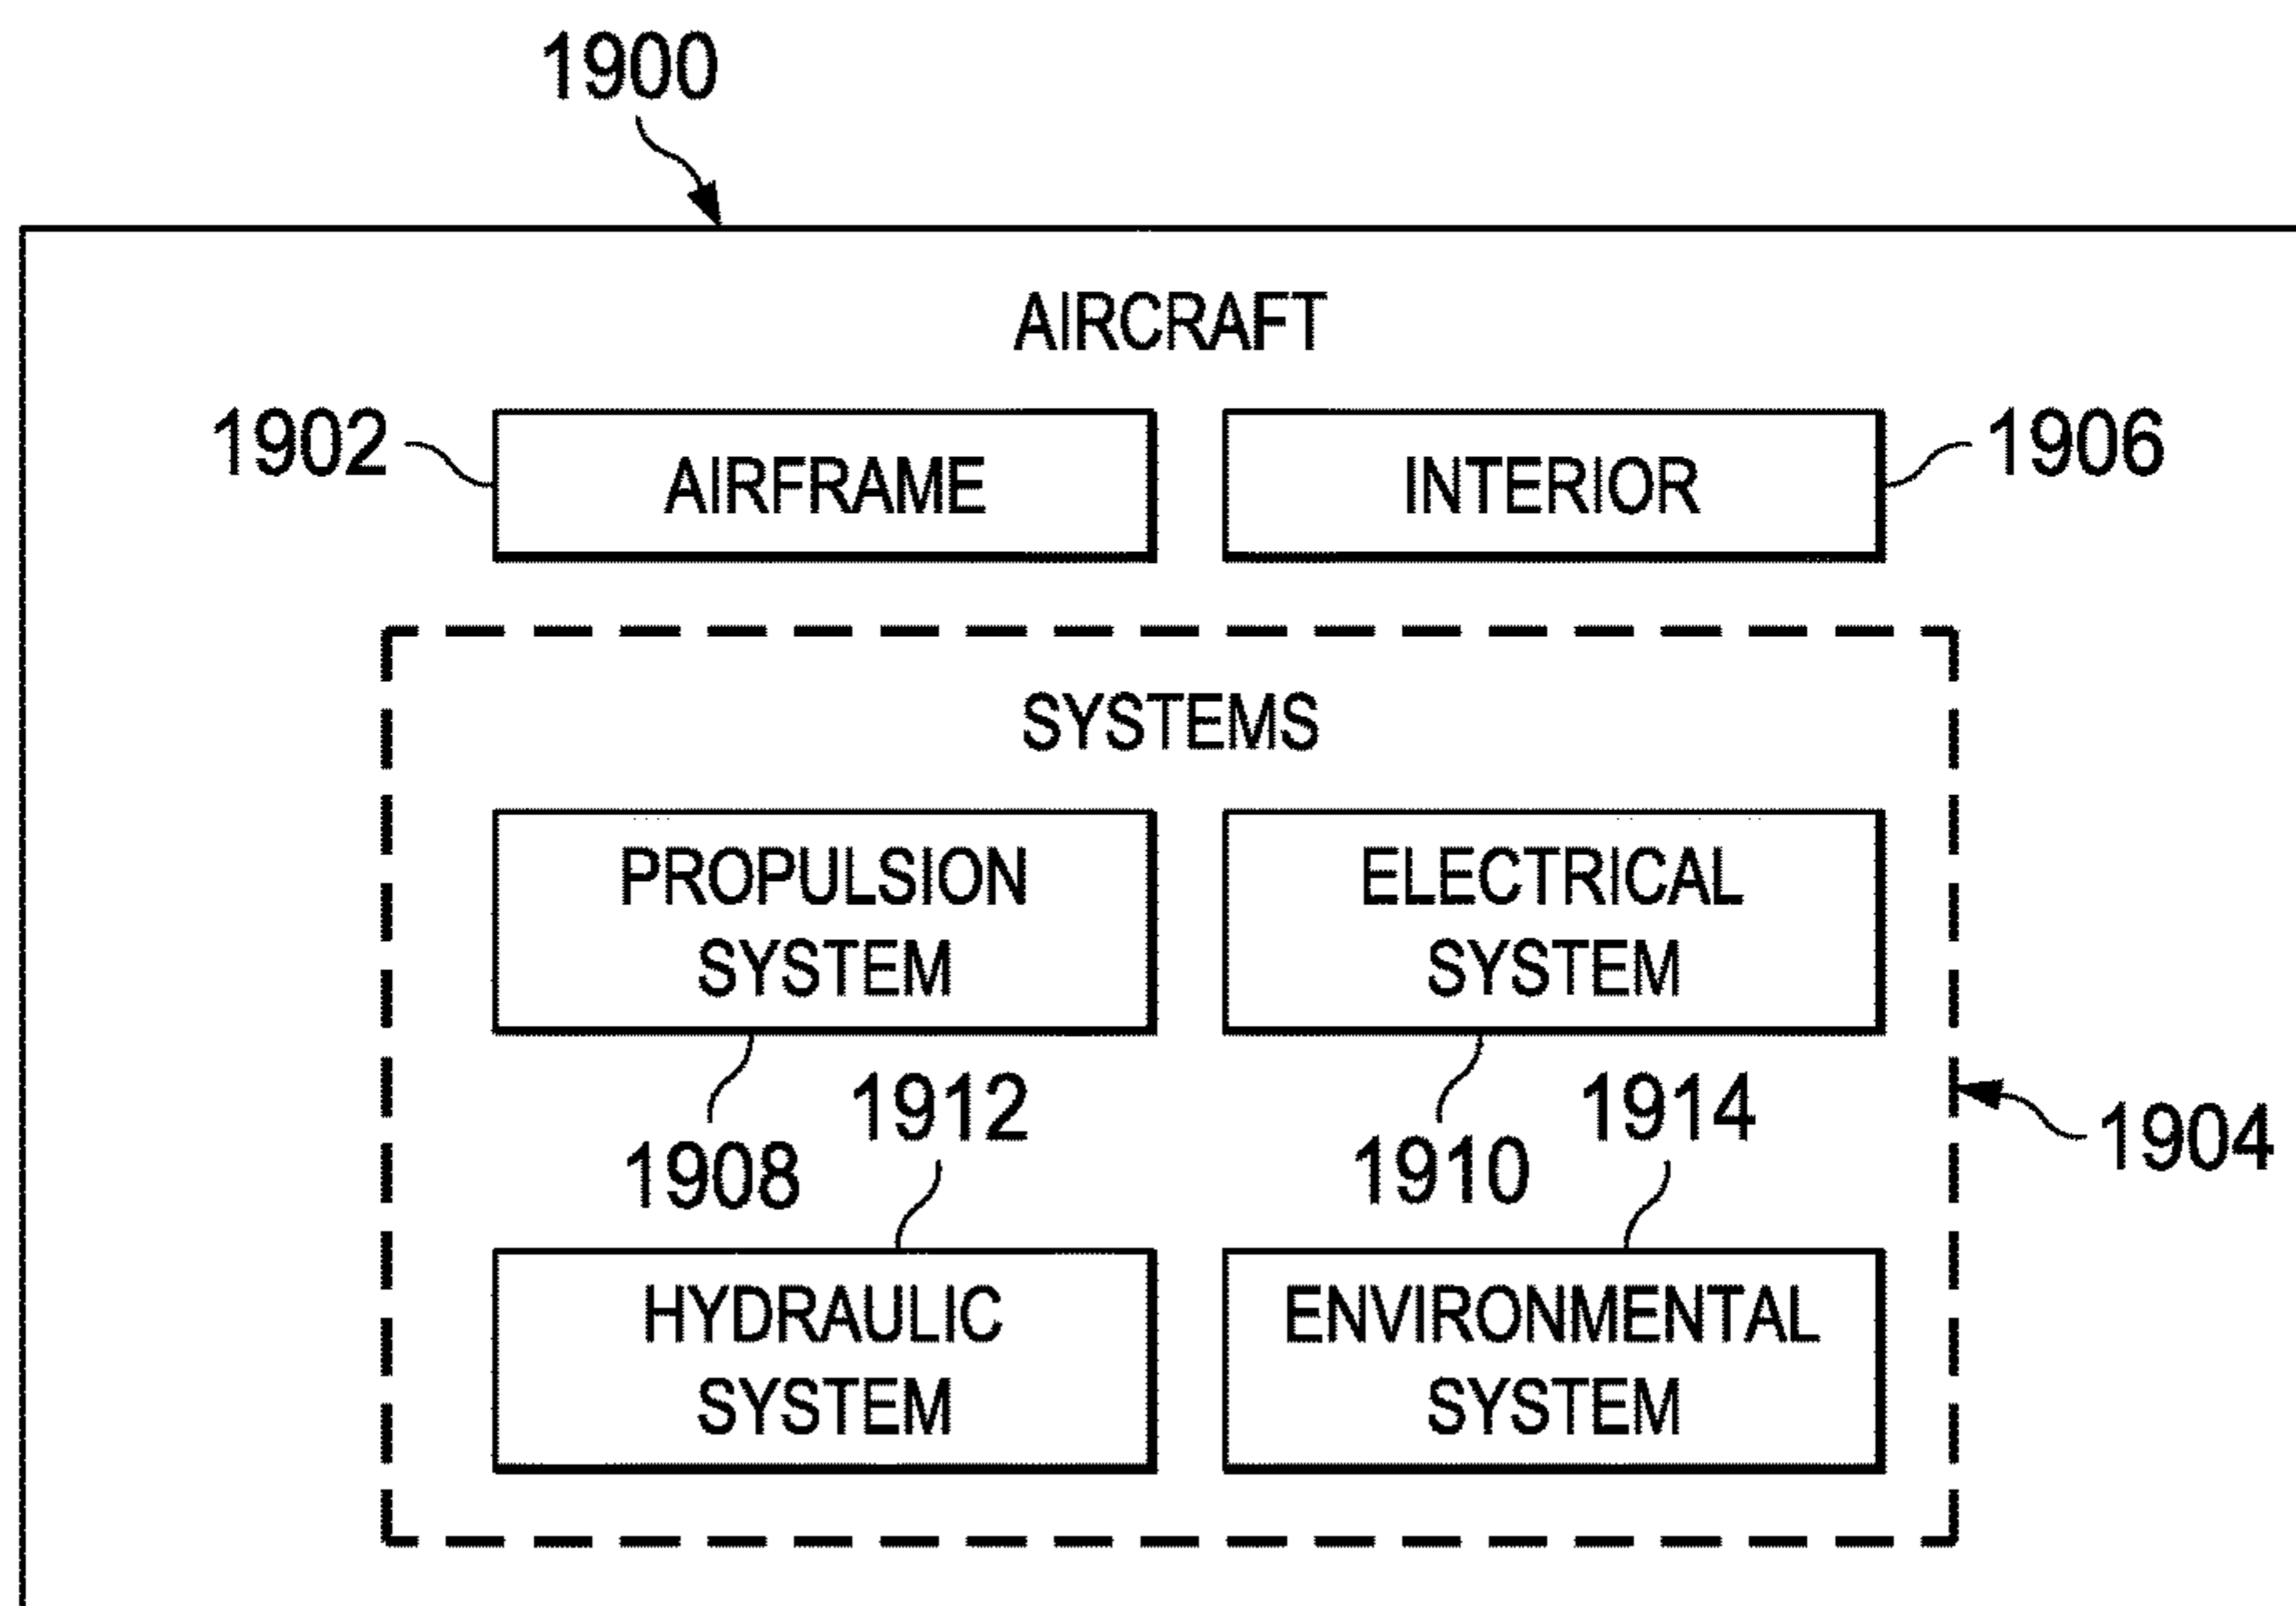 1900
AIRCRAFT
1902
AIRFRAME
INTERIOR
1906
SYSTEMS
PROPULSION
SYSTEM
ELECTRICAL
SYSTEM
1908
1912
1910
1914
1904
HYDRAULIC
SYSTEM
ENVIRONMENTAL
SYSTEM